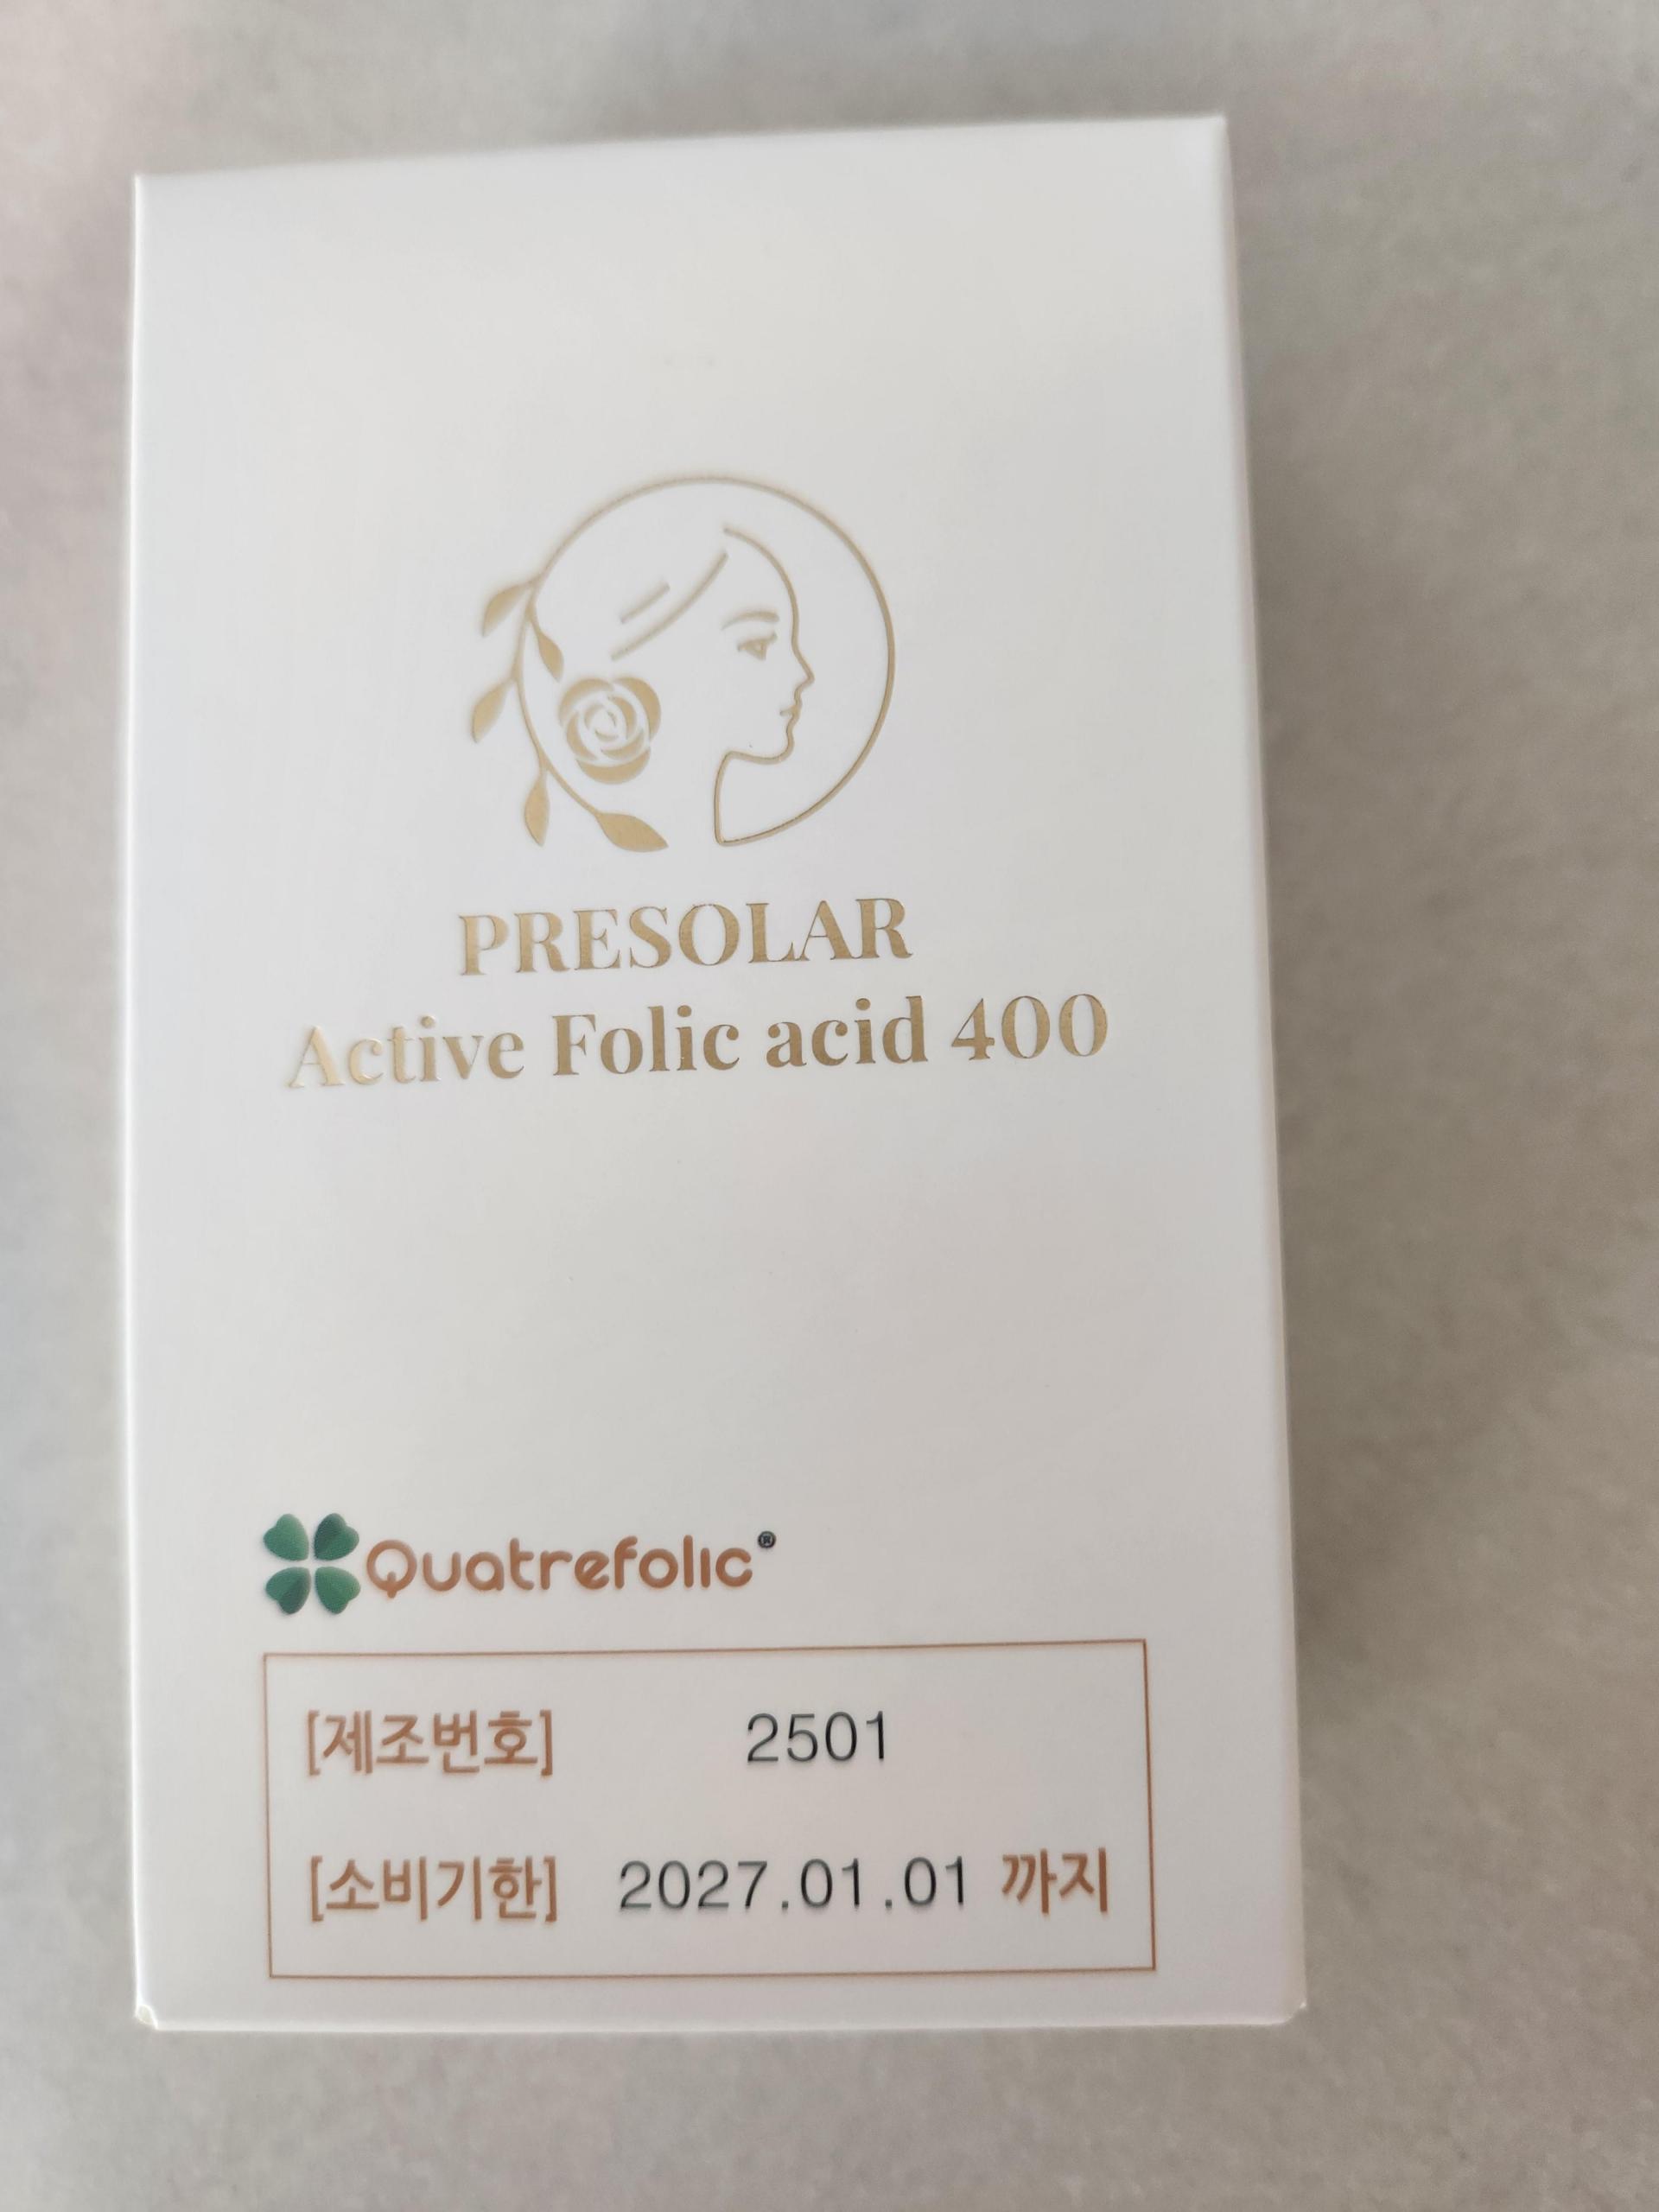 PRESOLAR
Active Folic acid 400
Quatrefolic®
[제조번호] 2501
[소비기한] 2027.01.01 까지